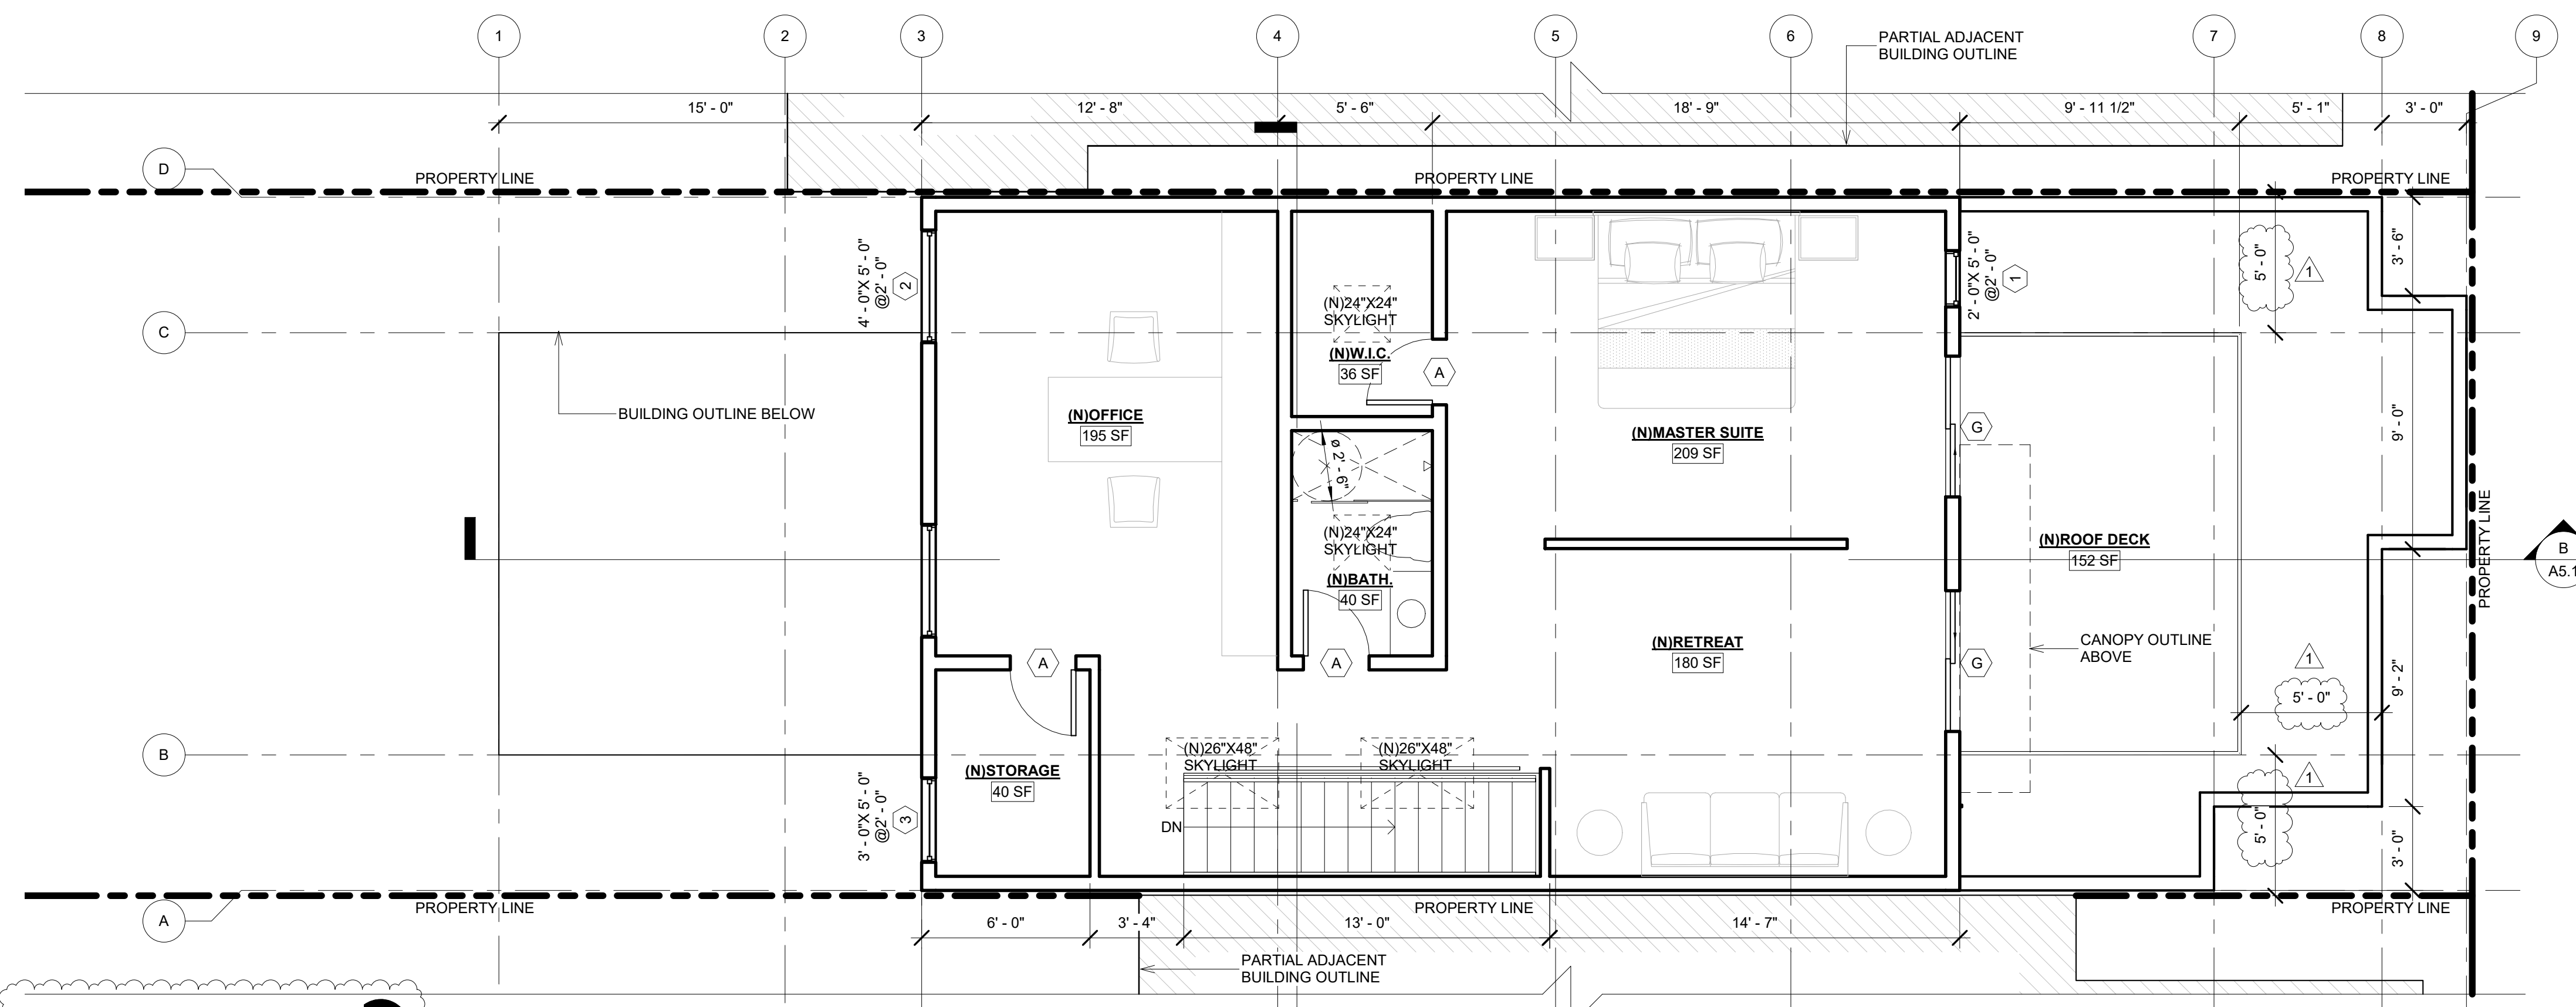 1
2
3
4
5
6
7
8
9
PARTIAL ADJACENT
BUILDING OUTLINE
15' - 0"
12' - 8"
5' - 6"
18' - 9"
9' - 11 1/2"
5' - 1"
3' - 0"
D
PROPERTY LINE
PROPERTY LINE
PROPERTY LINE
4' - 0"X 5' - 0"
@2' - 0"
2
2' - 0"X 5' - 0"
@2' - 0"
1
5' - 0"
1
3' - 6"
C
(N)24"X24"
SKYLIGHT
(N)W.I.C.
36 SF
A
BUILDING OUTLINE BELOW
(N)OFFICE
195 SF
(N)MASTER SUITE
209 SF
G
9' - 0"
ø 2' - 6"
(N)24"X24"
SKYLIGHT
(N)BATH.
40 SF
(N)ROOF DECK
152 SF
PROPERTY LINE
B
A5.1
A
A
(N)RETREAT
180 SF
G
CANOPY OUTLINE
ABOVE
1
5' - 0"
9' - 2"
B
(N)26"X48"
SKYLIGHT
(N)26"X48"
SKYLIGHT
(N)STORAGE
40 SF
3' - 0"X 5' - 0"
@2' - 0"
3
DN
1
5' - 0"
3' - 0"
A
PROPERTY LINE
PROPERTY LINE
PROPERTY LINE
6' - 0"
3' - 4"
13' - 0"
14' - 7"
PARTIAL ADJACENT
BUILDING OUTLINE